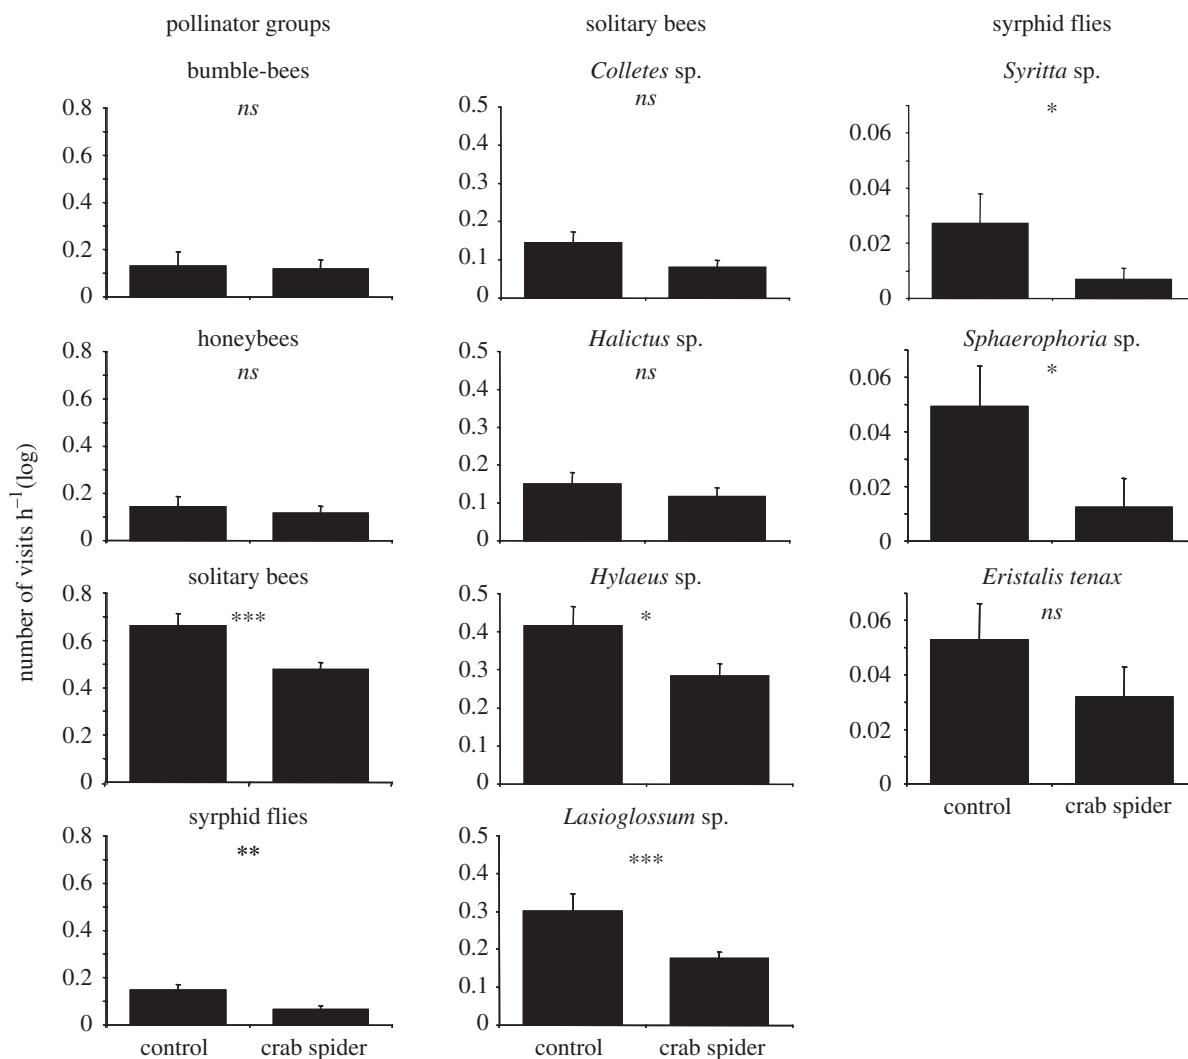 pollinator groups
solitary bees
syrphid flies
number of visits h⁻¹(log)
bumble-bees
ns
0.8
0.6
0.4
0.2
0
Colletes sp.
ns
0.5
0.4
0.3
0.2
0.1
0
Syritta sp.
*
0.06
0.04
0.02
0
honeybees
ns
0.8
0.6
0.4
0.2
0
Halictus sp.
ns
0.5
0.4
0.3
0.2
0.1
0
Sphaerophoria sp.
*
0.06
0.04
0.02
0
solitary bees
***
0.8
0.6
0.4
0.2
0
Hylaeus sp.
*
0.5
0.4
0.3
0.2
0.1
0
Eristalis tenax
ns
0.06
0.04
0.02
0
control crab spider
syrphid flies
**
0.8
0.6
0.4
0.2
0
control crab spider
Lasioglossum sp.
***
0.5
0.4
0.3
0.2
0.1
0
control crab spider